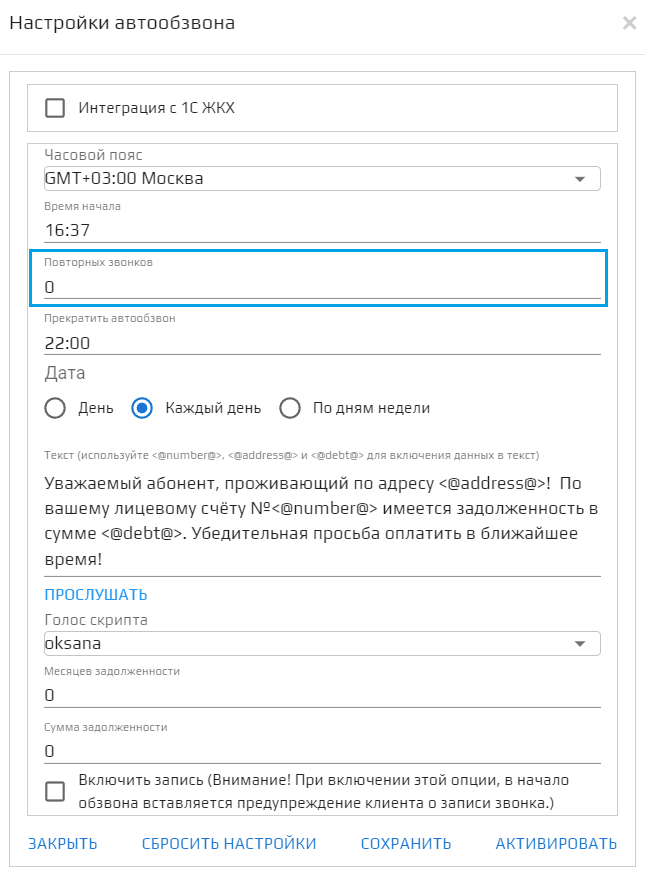 Настройки автообзвона
Интеграция с 1С ЖКХ
Часовой пояс
GMT+03:00 Москва
Время начала
16:37
Повторных звонков
0
Прекратить автообзвон
22:00
Дата
День Каждый день По дням недели
Текст (используйте <@number@>, <@address@> и <@debt@> для включения данных в текст)
Уважаемый абонент, проживающий по адресу <@address@>!  По
вашему лицевому счёту №<@number@> имеется задолженность в
сумме <@debt@>. Убедительная просьба оплатить в ближайшее
время!
ПРОСЛУШАТЬ
Голос скрипта
oksana
Месяцев задолженности
0
Сумма задолженности
0
Включить запись (Внимание! При включении этой опции, в начало
обзвона вставляется предупреждение клиента о записи звонка.)
ЗАКРЫТЬ СБРОСИТЬ НАСТРОЙКИ СОХРАНИТЬ АКТИВИРОВАТЬ